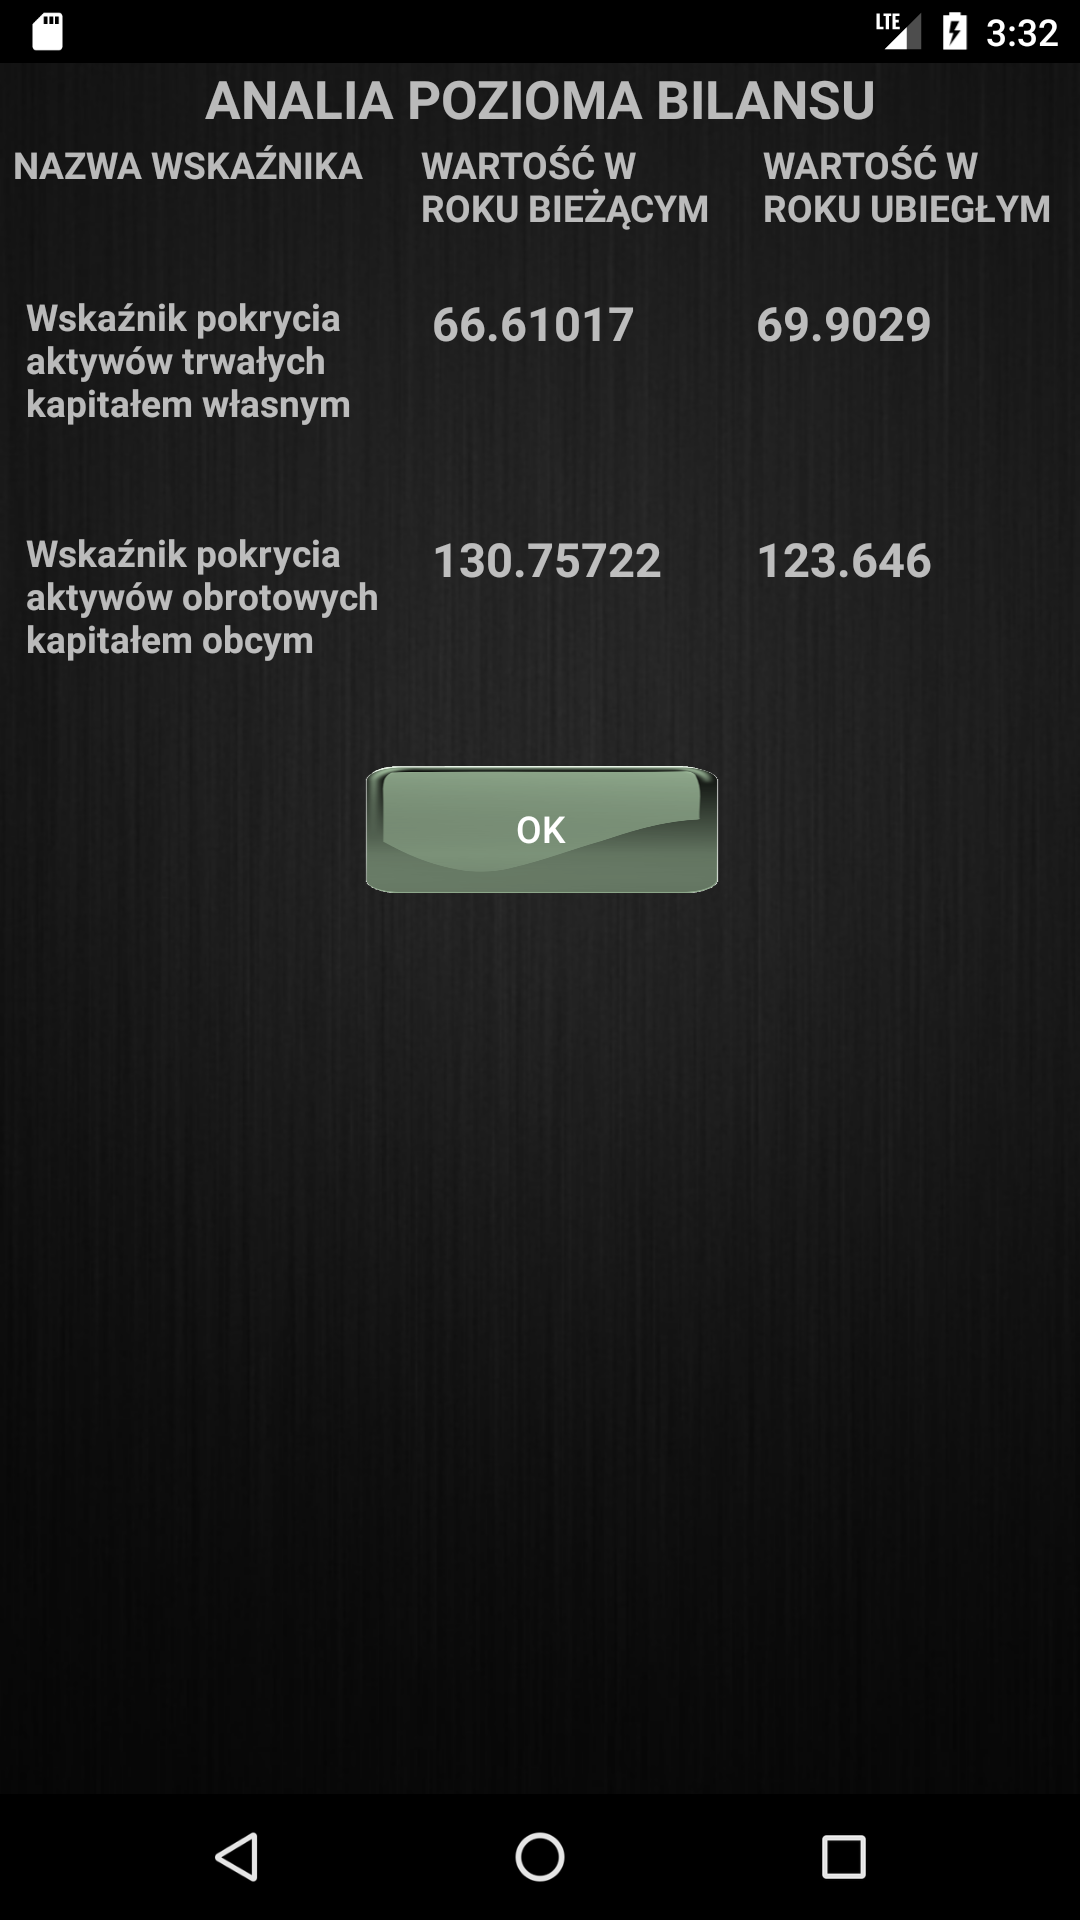 LTE 3:32
ANALIA POZIOMA BILANSU
NAZWA WSKAŹNIKA
WARTOŚĆ W
ROKU BIEŻĄCYM
WARTOŚĆ W
ROKU UBIEGŁYM
Wskaźnik pokrycia
aktywów trwałych
kapitałem własnym
66.61017
69.9029
Wskaźnik pokrycia
aktywów obrotowych
kapitałem obcym
130.75722
123.646
OK